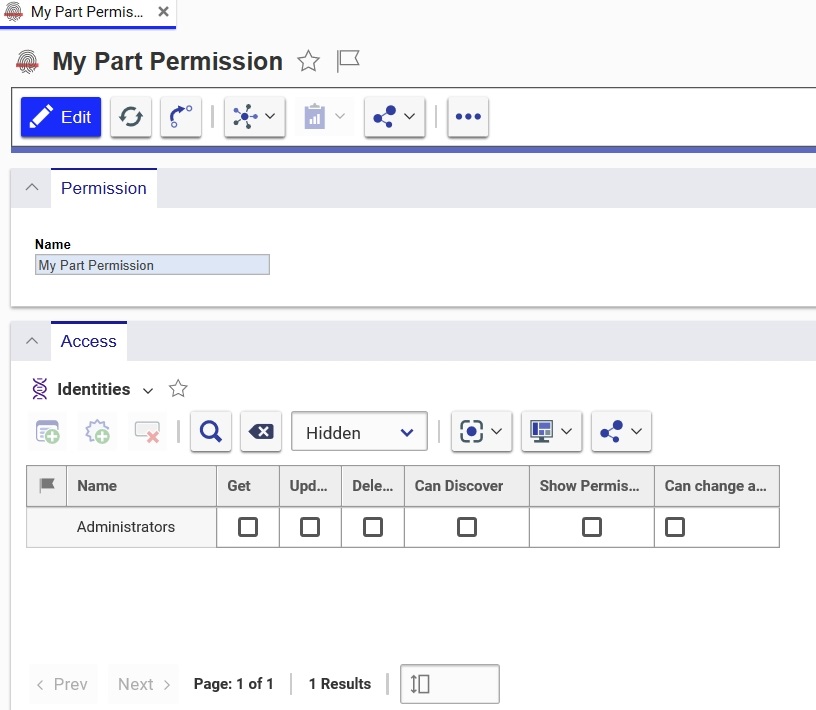 My Part Permis...
My Part Permission
Edit
Permission
Name
My Part Permission
Access
Identities
Hidden
Name Get Upd... Dele... Can Discover Show Permis... Can change a...
Administrators
Prev Next Page: 1 of 1 1 Results